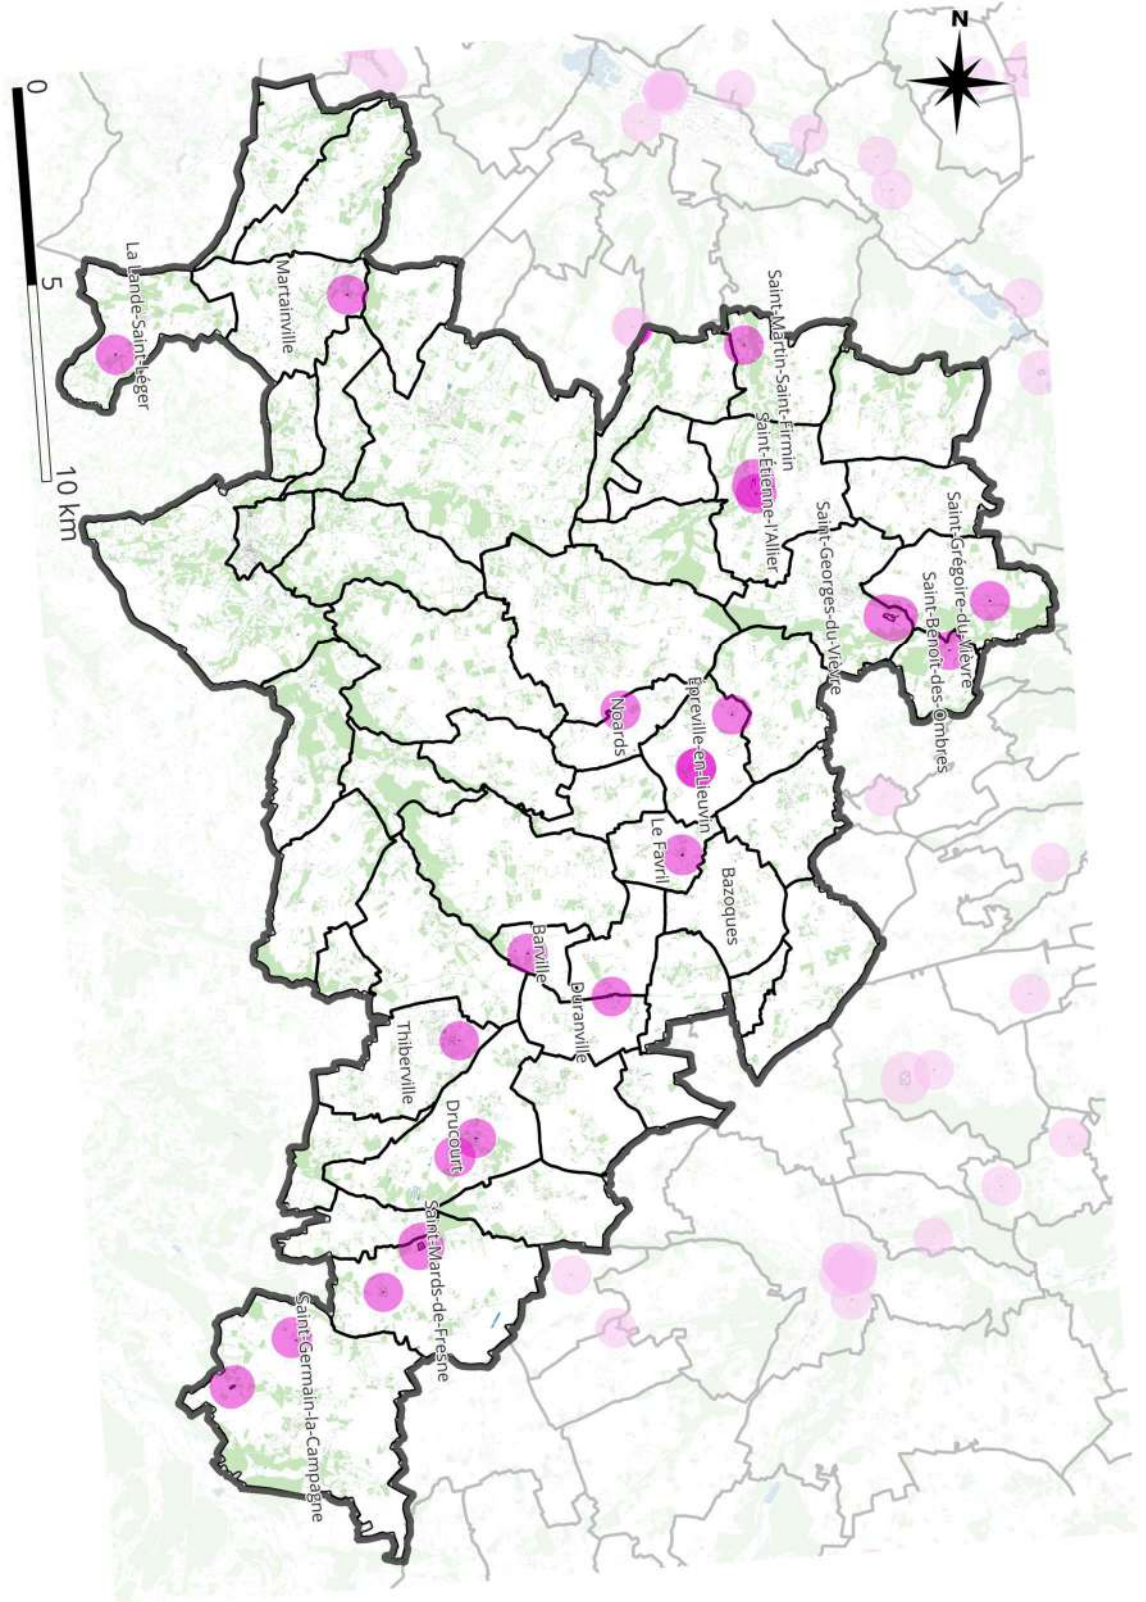 N
0
5
10 km
La Lande-Saint-Léger
Martainville
Saint-Martin-Saint-Firmin
Saint-Étienne-l'Allier
Saint-Georges-du-Vièvre
Saint-Grégoire-du-Vièvre
Saint-Benoît-des-Ombres
Épreville-en-Lieuvin
Noards
Le Favril
Bazoques
Barville
Duranville
Thiberville
Drucourt
Saint-Mards-de-Fresne
Saint-Germain-la-Campagne